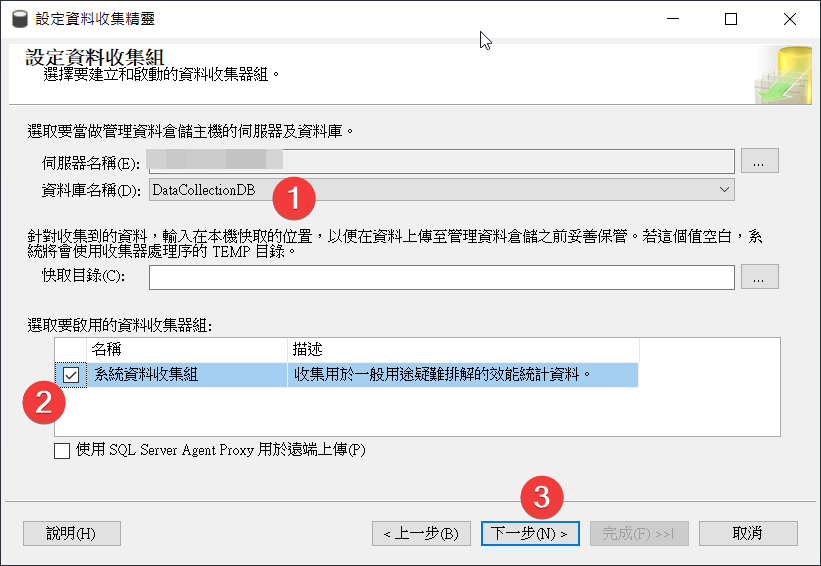 設定資料收集精靈
設定資料收集組
選擇要建立和啟動的資料收集器組。
選取要當做管理資料倉儲主機的伺服器及資料庫。
伺服器名稱(E):
...
資料庫名稱(D):
DataCollectionDB
1
針對收集到的資料，輸入在本機快取的位置，以便在資料上傳至管理資料倉儲之前妥善保管。若這個值空白，系
統將會使用收集器處理序的 TEMP 目錄。
快取目錄(C):
...
選取要啟用的資料收集器組:
名稱 描述
系統資料收集組 收集用於一般用途疑難排解的效能統計資料。
2
使用 SQL Server Agent Proxy 用於遠端上傳(P)
3
說明(H) < 上一步(B) 下一步(N) > 完成(F) >>| 取消